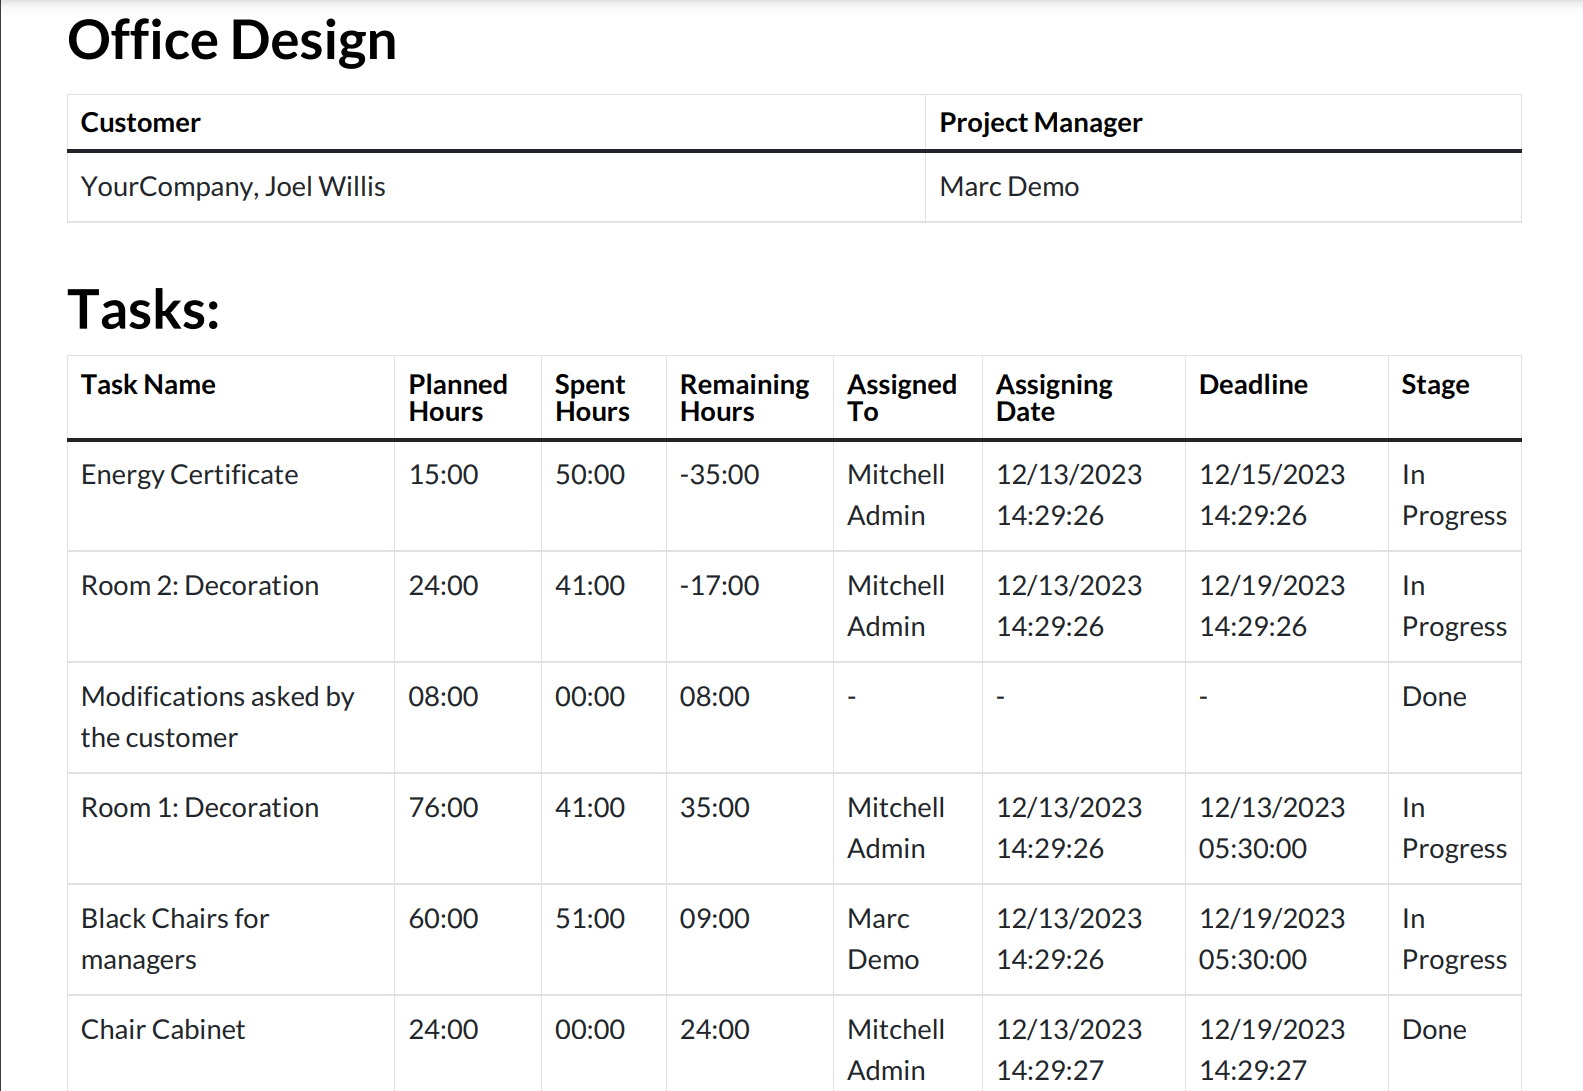 Office Design
Customer Project Manager
YourCompany, Joel Willis Marc Demo
Tasks:
Task Name Planned Spent Remaining Assigned Assigning Deadline Stage
Hours Hours Hours To Date
Energy Certificate 15:00 50:00 -35:00 Mitchell 12/13/2023 12/15/2023 In
Admin 14:29:26 14:29:26 Progress
Room 2: Decoration 24:00 41:00 -17:00 Mitchell 12/13/2023 12/19/2023 In
Admin 14:29:26 14:29:26 Progress
Modifications asked by 08:00 00:00 08:00 - - - Done
the customer
Room 1: Decoration 76:00 41:00 35:00 Mitchell 12/13/2023 12/13/2023 In
Admin 14:29:26 05:30:00 Progress
Black Chairs for 60:00 51:00 09:00 Marc 12/13/2023 12/19/2023 In
managers Demo 14:29:26 05:30:00 Progress
Chair Cabinet 24:00 00:00 24:00 Mitchell 12/13/2023 12/19/2023 Done
Admin 14:29:27 14:29:27